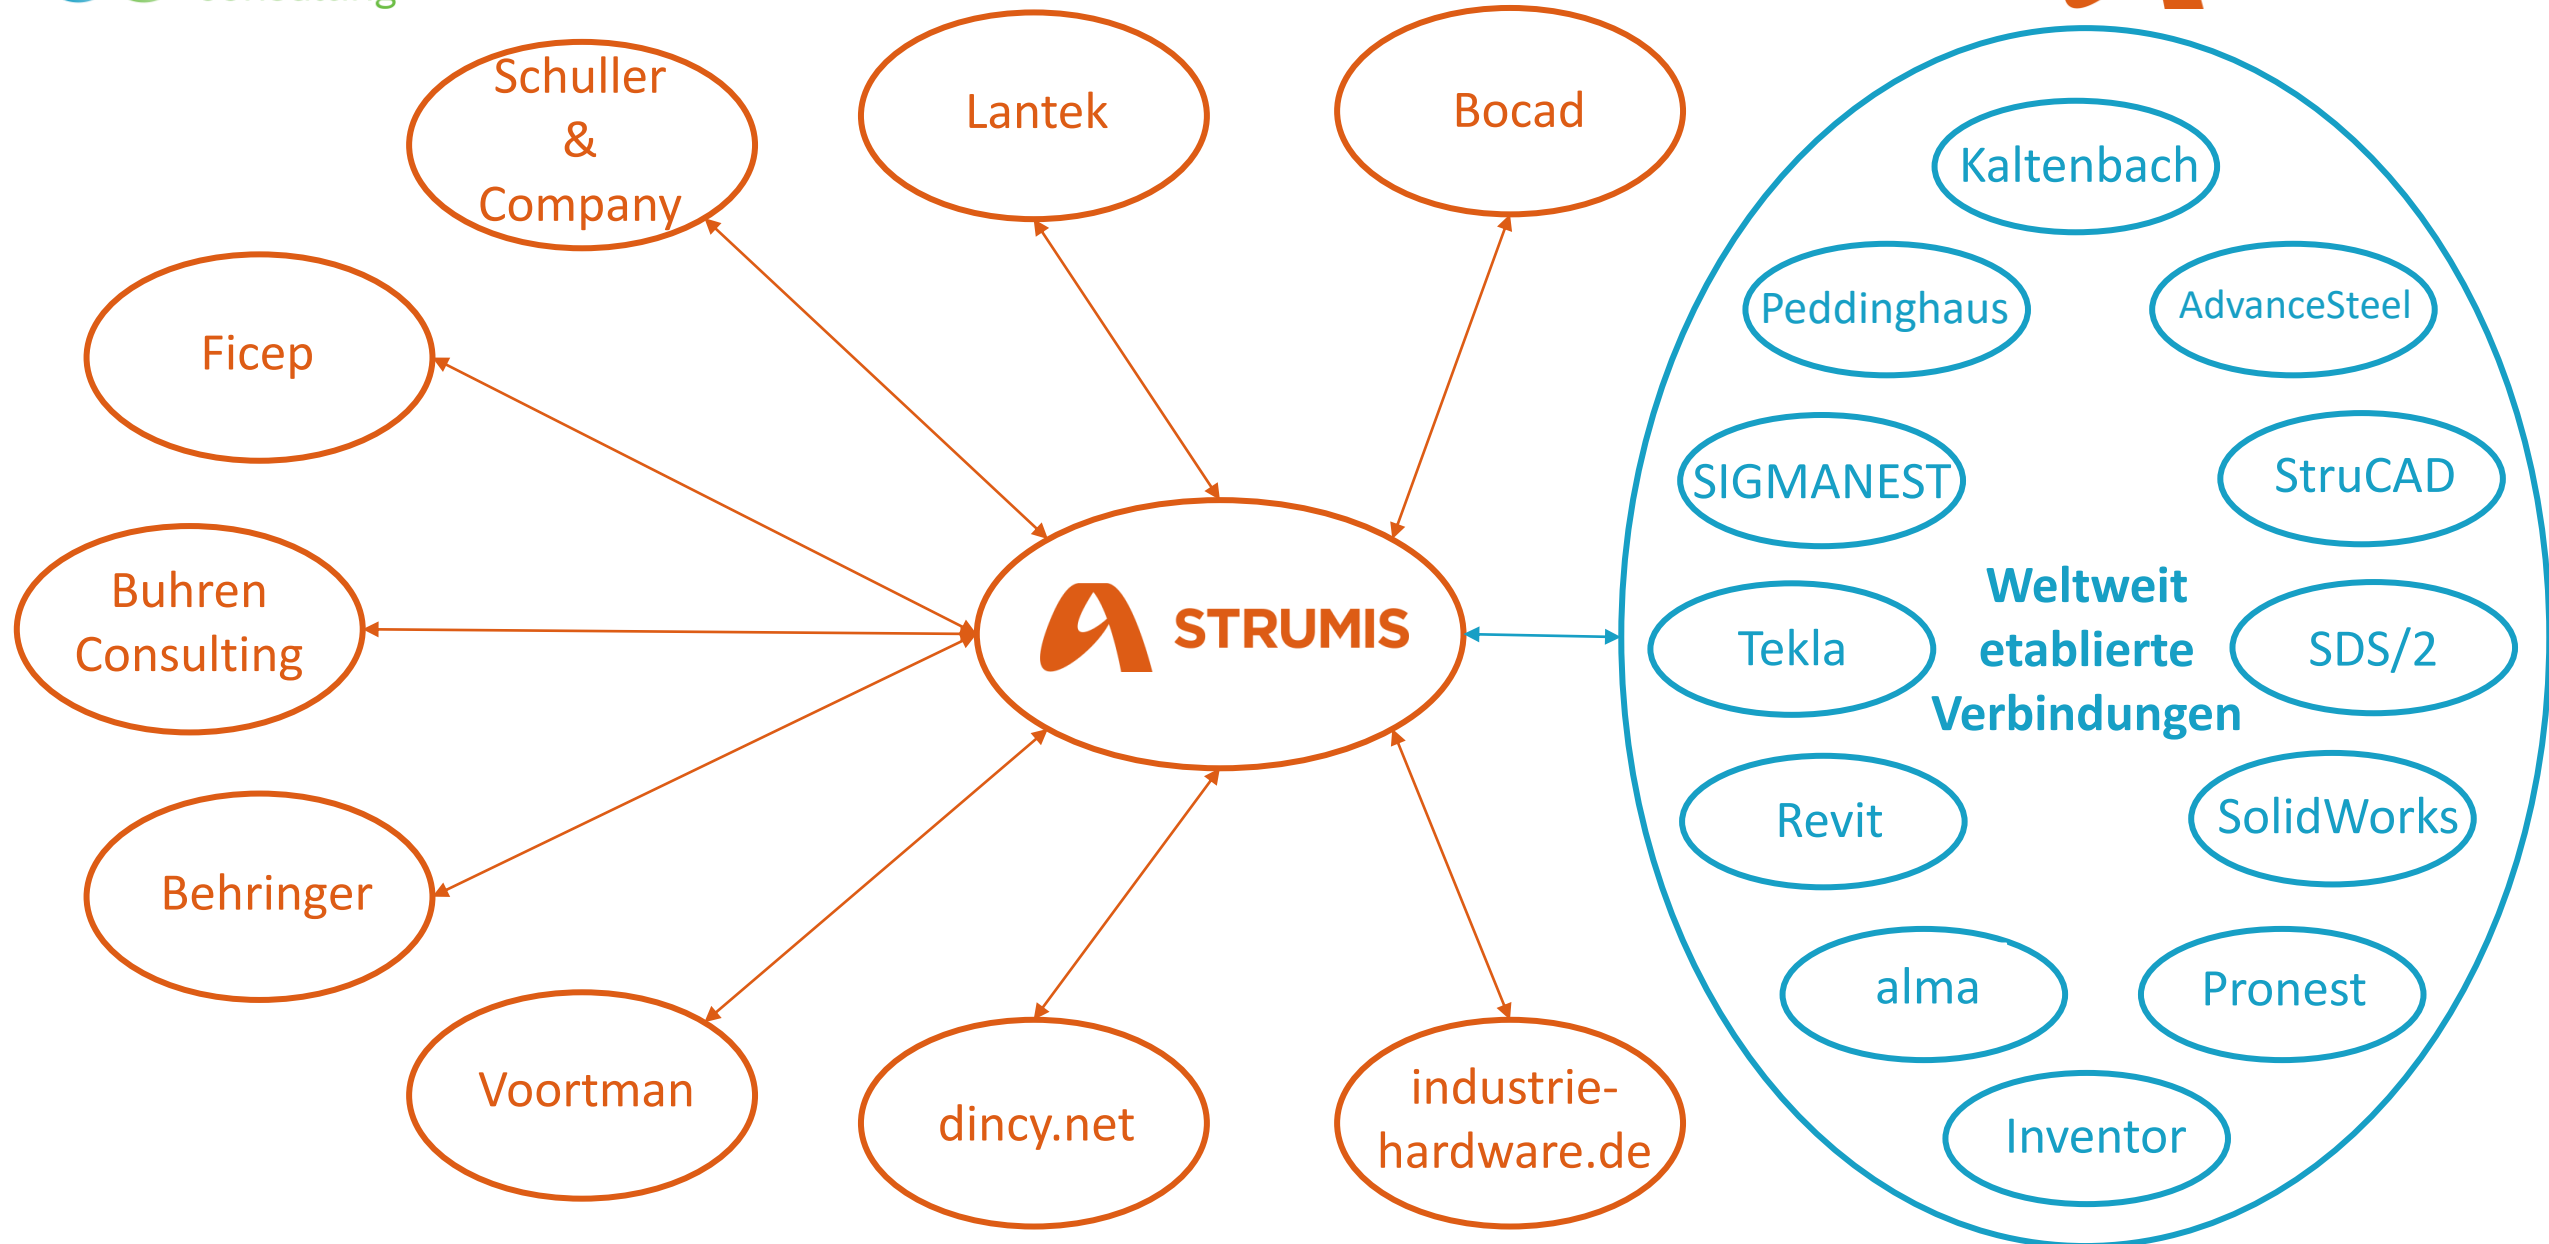 Schuller
&
Company
Lantek
Bocad
Ficep
Buhren
Consulting
Behringer
Voortman
dincy.net
industrie-
hardware.de
STRUMIS
Kaltenbach
Peddinghaus
AdvanceSteel
SIGMANEST
StruCAD
Weltweit
etablierte
Verbindungen
Tekla
SDS/2
Revit
SolidWorks
alma
Pronest
Inventor